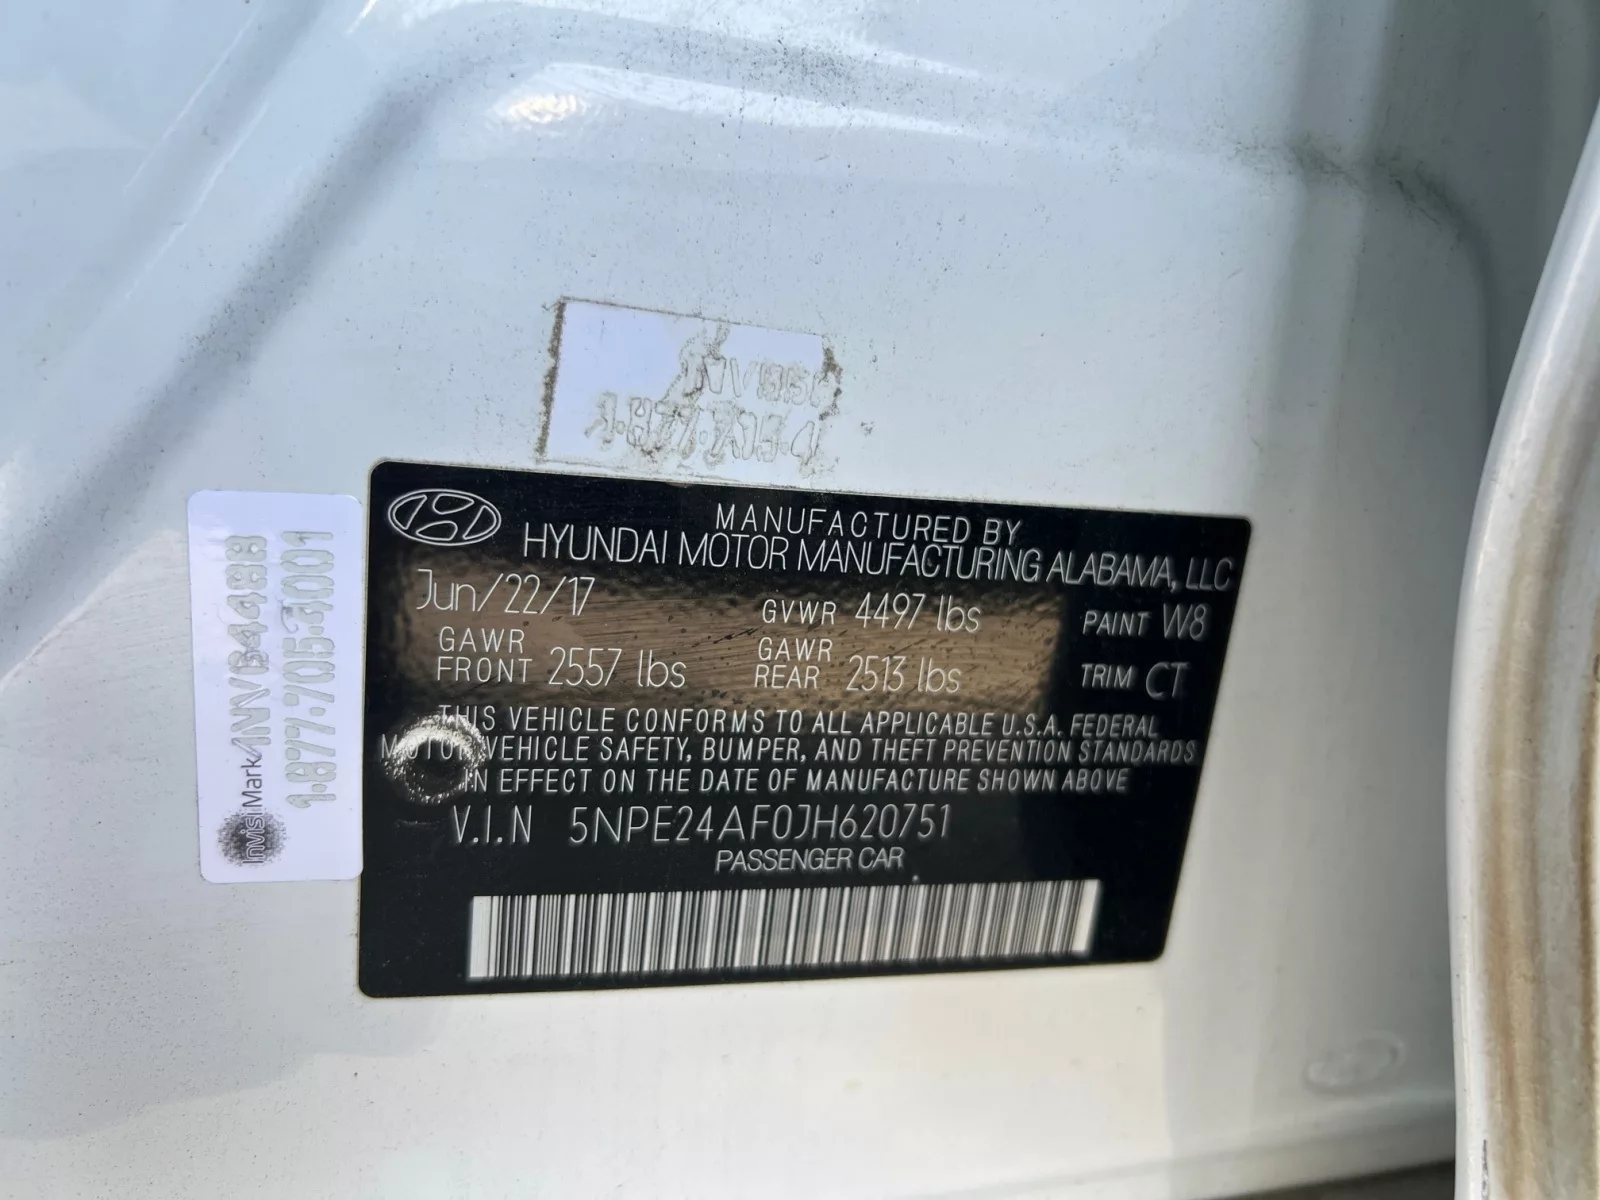 MANUFACTURED BY
HYUNDAI MOTOR MANUFACTURING ALABAMA, LLC
Jun/22/17 GVWR 4497 lbs PAINT W8
GAWR FRONT 2557 lbs GAWR REAR 2513 lbs TRIM CT
THIS VEHICLE CONFORMS TO ALL APPLICABLE U.S.A. FEDERAL
MOTOR VEHICLE SAFETY, BUMPER, AND THEFT PREVENTION STANDARDS
IN EFFECT ON THE DATE OF MANUFACTURE SHOWN ABOVE
V.I.N 5NPE24AF0JH620751
PASSENGER CAR
InvisiMark
1.877.705.3001